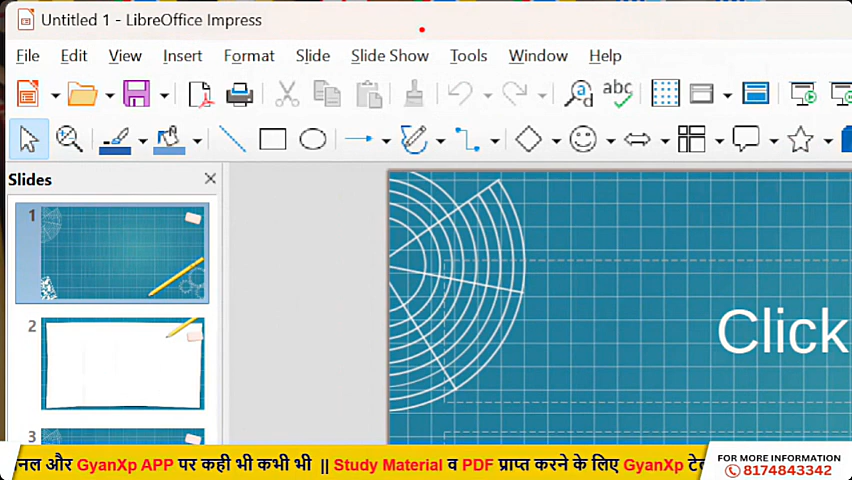 Untitled 1 - LibreOffice Impress
File Edit View Insert Format Slide Slide Show Tools Window Help
abc
Slides
1
2
3
Click
नल और GyanXp APP पर कही भी कभी भी || Study Material व PDF प्राप्त करने के लिए GyanXp टे
FOR MORE INFORMATION
8174843342